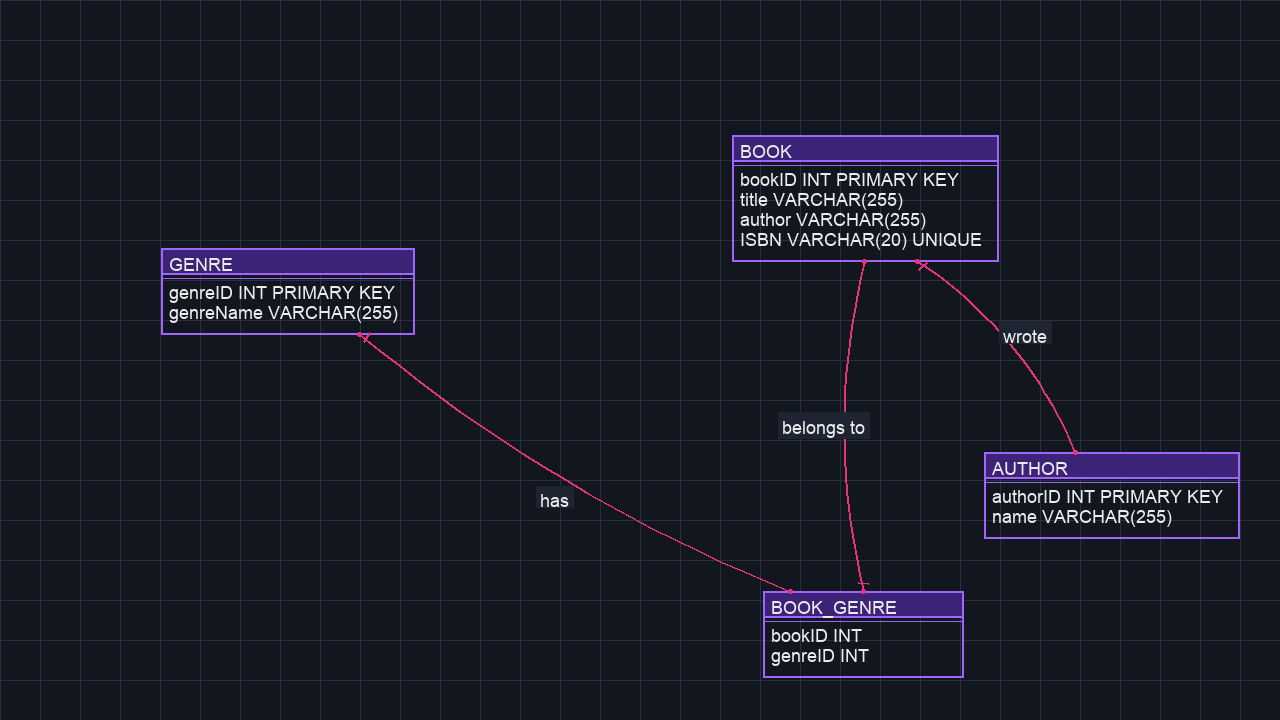 BOOK
bookID INT PRIMARY KEY
title VARCHAR(255)
author VARCHAR(255)
ISBN VARCHAR(20) UNIQUE
GENRE
genreID INT PRIMARY KEY
genreName VARCHAR(255)
wrote
belongs to
AUTHOR
authorID INT PRIMARY KEY
name VARCHAR(255)
has
BOOK_GENRE
bookID INT
genreID INT